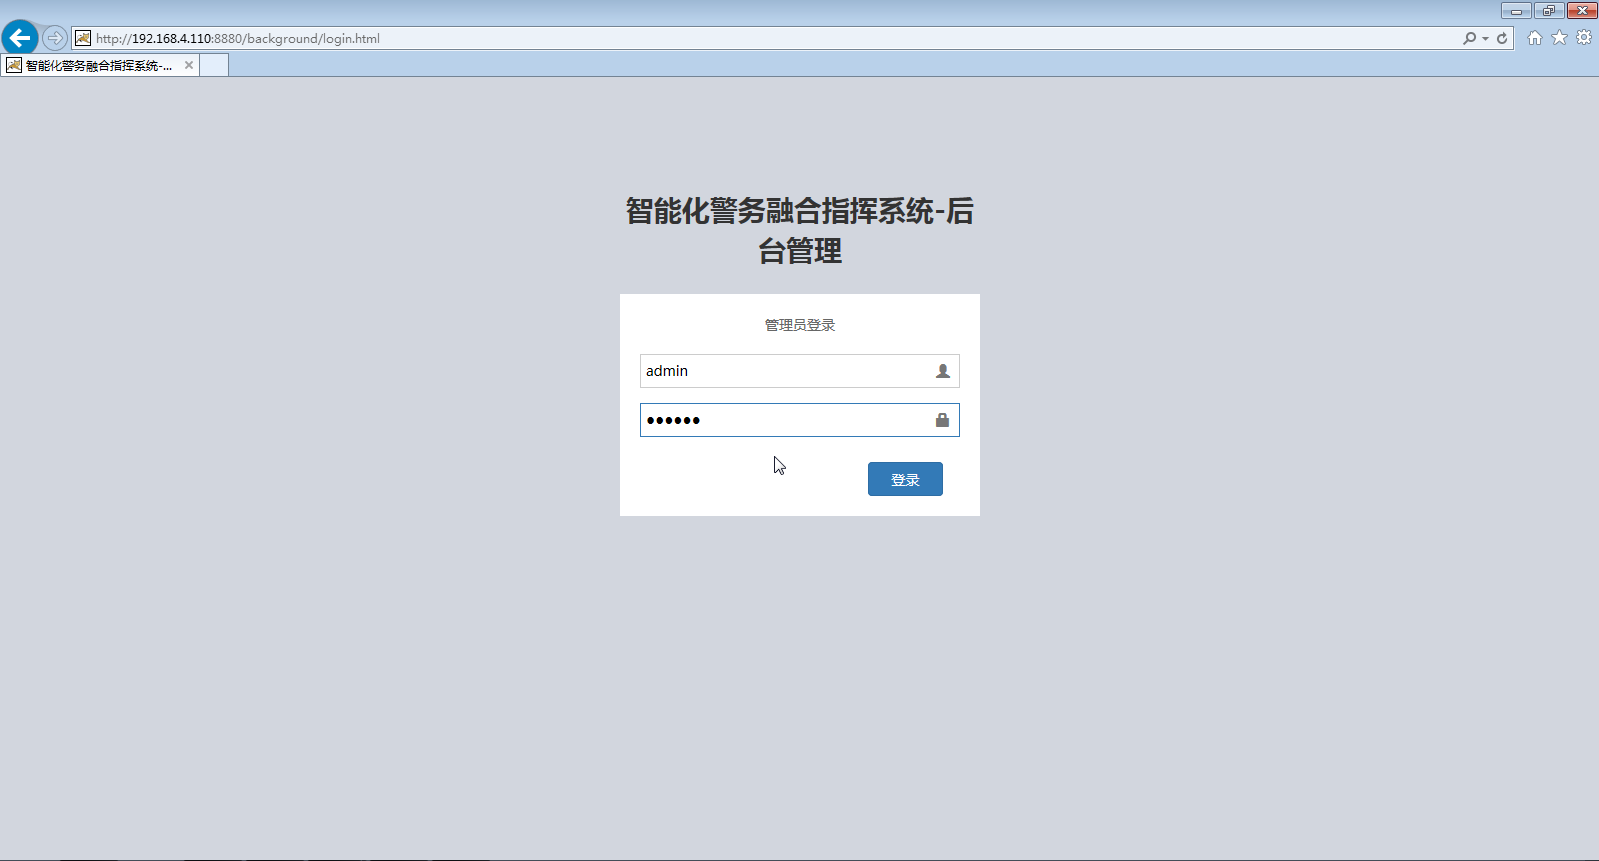 http://192.168.4.110:8880/background/login.html
智能化警务融合指挥系统-...
智能化警务融合指挥系统-后
台管理
管理员登录
admin
●●●●●●
登录